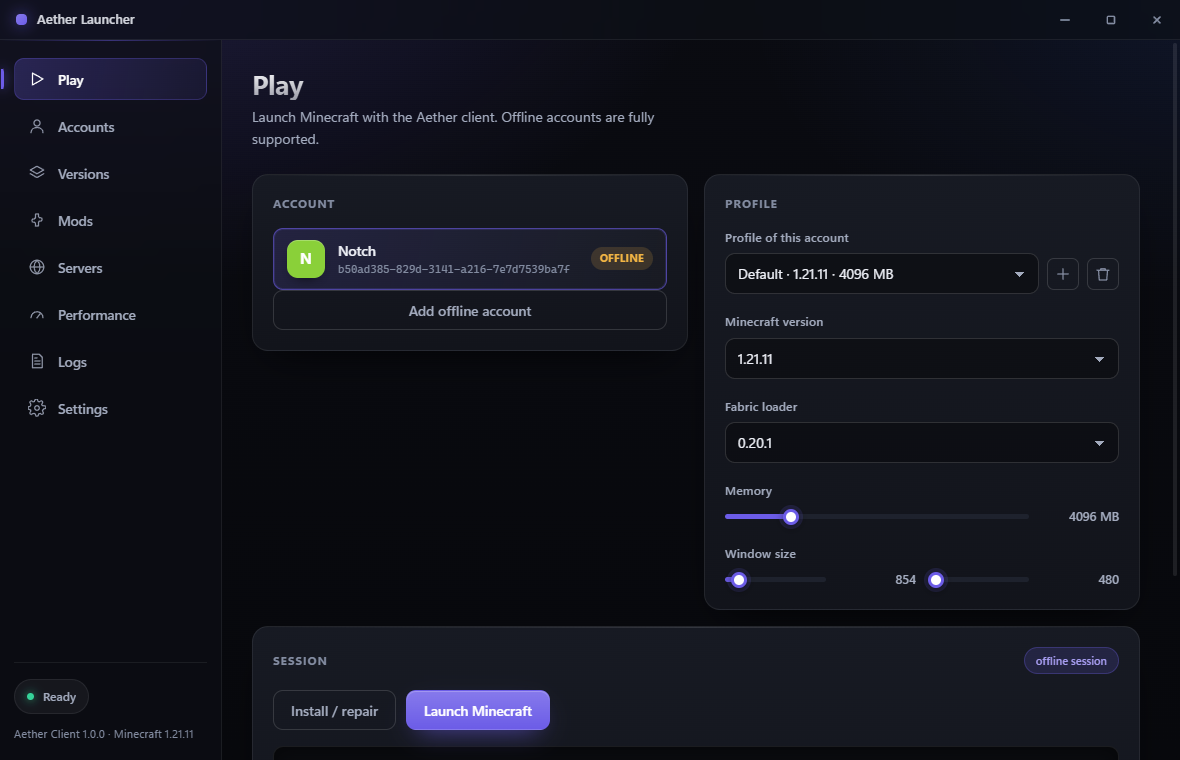 Aether Launcher
Play
Accounts
Versions
Mods
Servers
Performance
Logs
Settings
Ready
Aether Client 1.0.0 · Minecraft 1.21.11
Play
Launch Minecraft with the Aether client. Offline accounts are fully
supported.
ACCOUNT
N
Notch
b50ad385-829d-3141-a216-7e7d7539ba7f
OFFLINE
Add offline account
PROFILE
Profile of this account
Default · 1.21.11 · 4096 MB
Minecraft version
1.21.11
Fabric loader
0.20.1
Memory
4096 MB
Window size
854
480
SESSION
offline session
Install / repair
Launch Minecraft